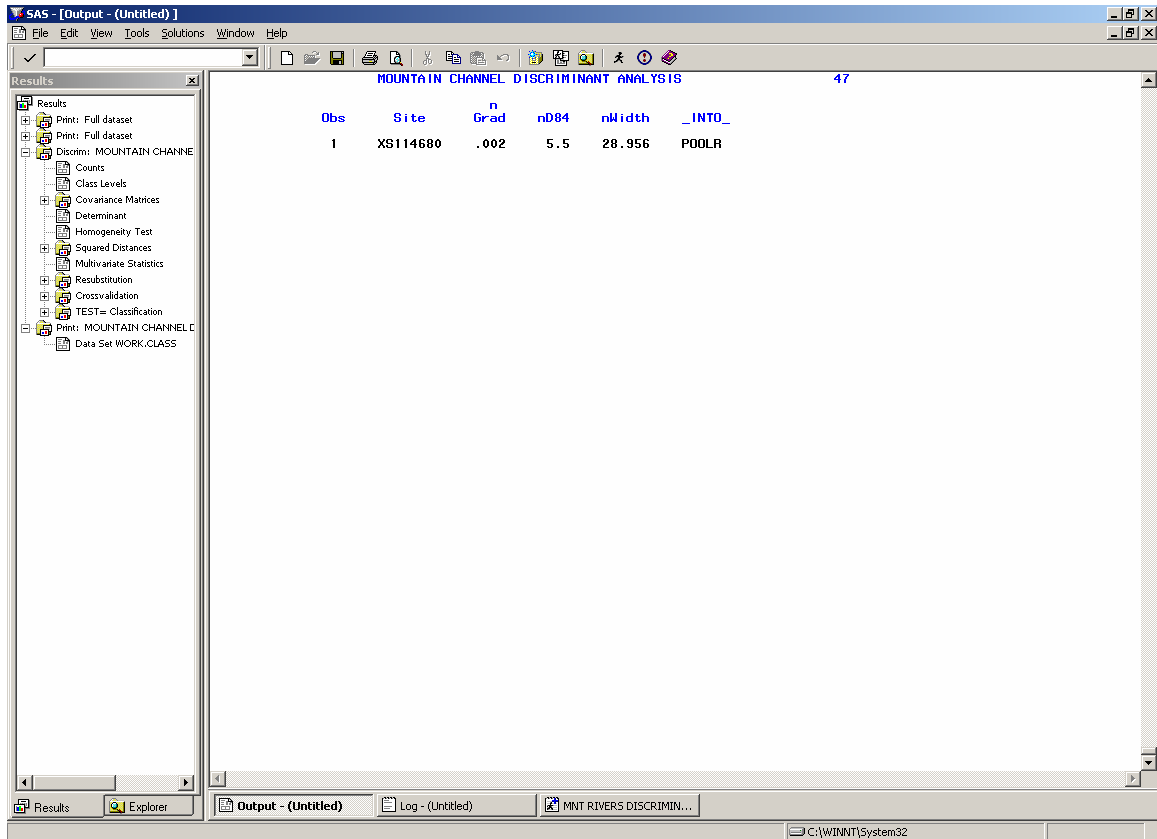 SAS - [Output - (Untitled) ]
File Edit View Tools Solutions Window Help
Results
Results
Print: Full dataset
Print: Full dataset
Discrim: MOUNTAIN CHANNE
Counts
Class Levels
Covariance Matrices
Determinant
Homogeneity Test
Squared Distances
Multivariate Statistics
Resubstitution
Crossvalidation
TEST= Classification
Print: MOUNTAIN CHANNEL D
Data Set WORK.CLASS
Results Explorer
MOUNTAIN CHANNEL DISCRIMINANT ANALYSIS 47
n
Obs Site Grad nD84 nWidth _INTO_
1 XS114680 .002 5.5 28.956 POOLR
Output - (Untitled) Log - (Untitled) MNT RIVERS DISCRIMIN...
C:\WINNT\System32